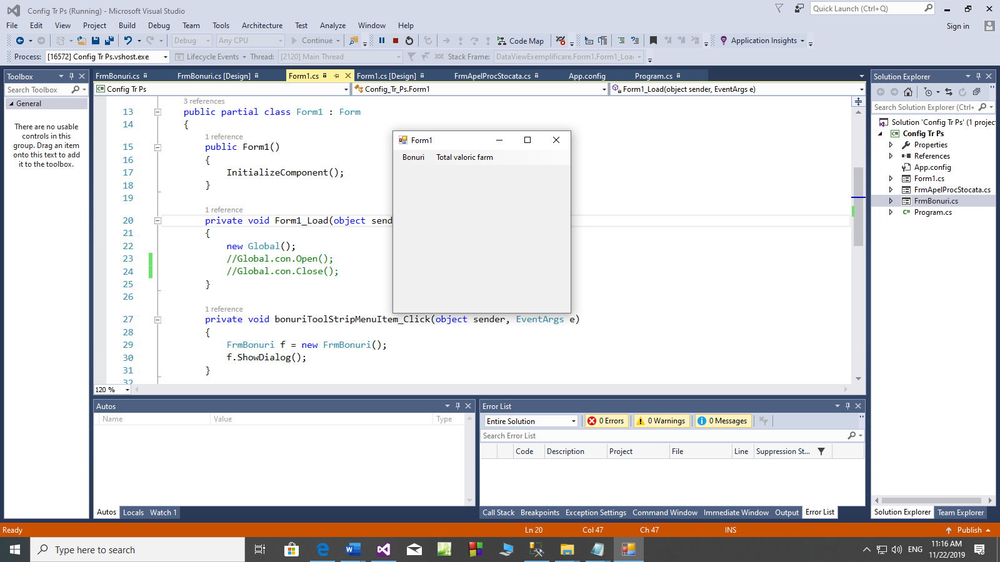 Config Tr Ps (Running) - Microsoft Visual Studio
Quick Launch (Ctrl+Q)
File Edit View Project Build Debug Team Tools Architecture Test Analyze Window Help
Sign in
Debug Any CPU Continue Code Map Application Insights
Process: [16572] Config Tr Ps.vshost.exe Lifecycle Events Thread: [2120] Main Thread Stack Frame: DataViewExemplificare.Form1.Form1_Loa
Toolbox
Search Toolbox
General
There are no usable
controls in this
group. Drag an item
onto this text to add
it to the toolbox.
FrmBonuri.cs FrmBonuri.cs [Design] Form1.cs Form1.cs [Design] FrmApelProcStocata.cs App.config Program.cs
C# Config Tr Ps Config_Tr_Ps.Form1 Form1_Load(object sender, EventArgs e)
3 references
13 public partial class Form1 : Form
14 {
1 reference
15 public Form1()
16 {
17 InitializeComponent();
18 }
19
1 reference
20 private void Form1_Load(object send
21 {
22 new Global();
23 //Global.con.Open();
24 //Global.con.Close();
25 }
26
1 reference
27 private void bonuriToolStripMenuItem_Click(object sender, EventArgs e)
28 {
29 FrmBonuri f = new FrmBonuri();
30 f.ShowDialog();
31 }
32
120 %
Form1
Bonuri Total valoric farm
Solution Explorer
Search Solution Explorer (Ctrl+
Solution 'Config Tr Ps' (1 projec
C# Config Tr Ps
Properties
References
App.config
Form1.cs
FrmApelProcStocata.cs
FrmBonuri.cs
C# Program.cs
Solution Explorer Team Explorer
Autos
Name Value Type
Autos Locals Watch 1
Error List
Entire Solution 0 Errors 0 Warnings 0 Messages
Search Error List
Code Description Project File Line Suppression St...
Call Stack Breakpoints Exception Settings Command Window Immediate Window Output Error List
Ready Ln 20 Col 47 Ch 47 INS Publish
Type here to search
ENG
11:16 AM
11/22/2019